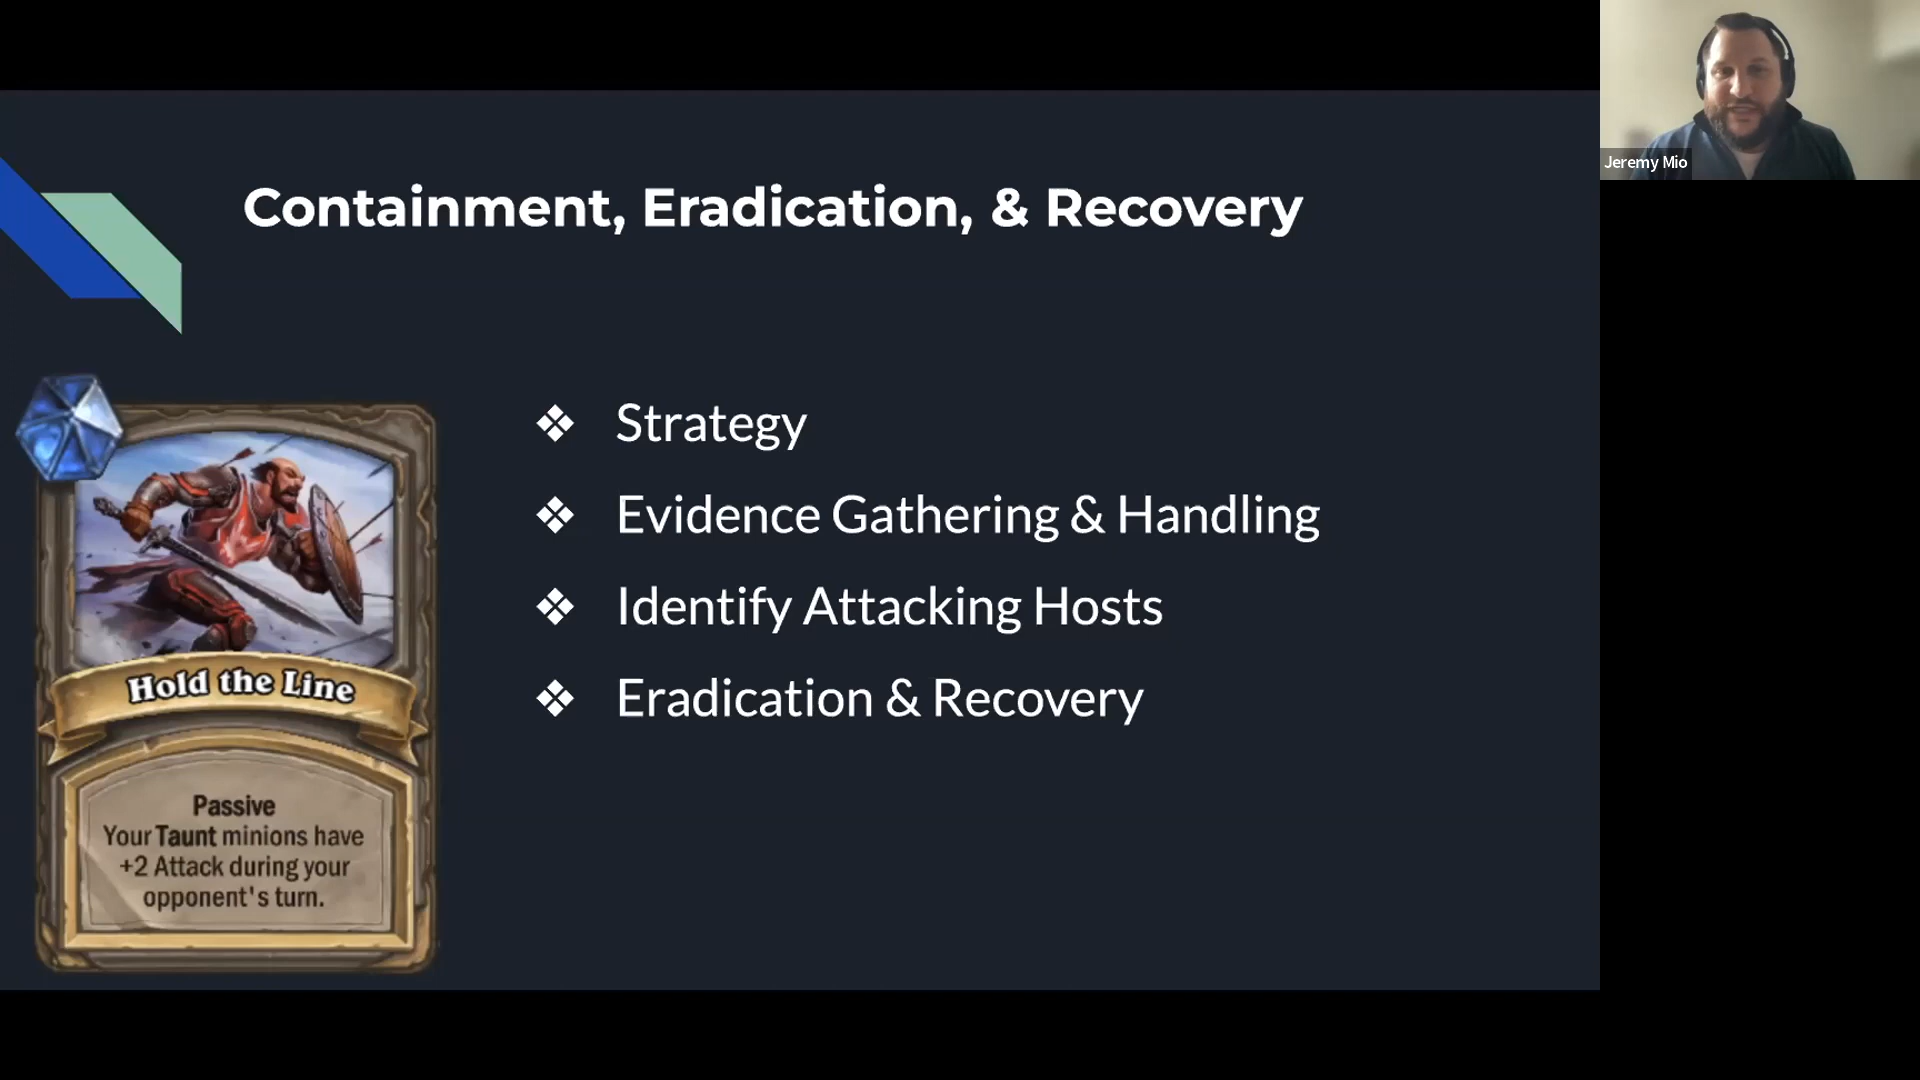 Jeremy Mio
Containment, Eradication, & Recovery
❖ Strategy
❖ Evidence Gathering & Handling
❖ Identify Attacking Hosts
❖ Eradication & Recovery
Hold the Line
Passive
Your Taunt minions have
+2 Attack during your
opponent's turn.